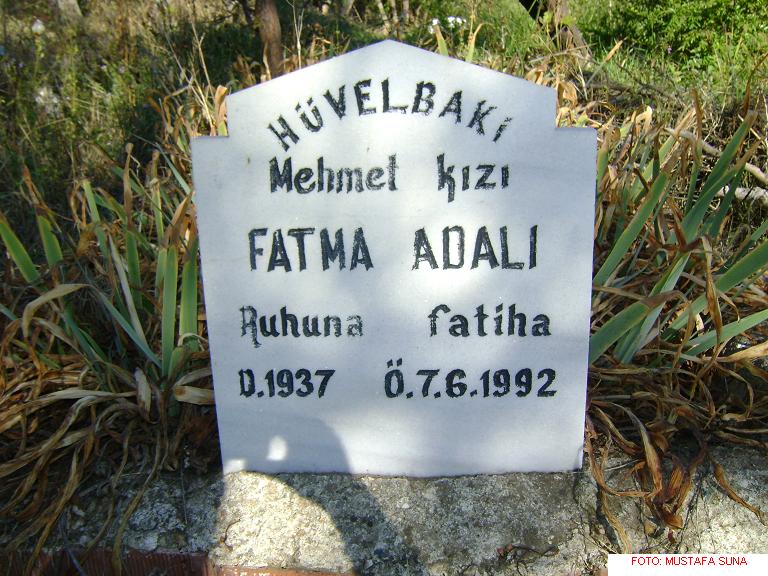 HÜVELBAKİ
Mehmet kızı
FATMA ADALI
Ruhuna fatiha
D.1937 Ö.7.6.1992
FOTO: MUSTAFA SUNA